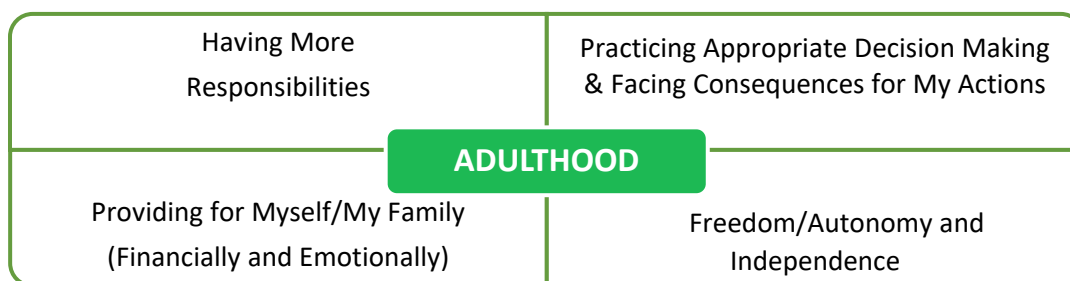 Having More
Responsibilities
Practicing Appropriate Decision Making
& Facing Consequences for My Actions
ADULTHOOD
Providing for Myself/My Family
(Financially and Emotionally)
Freedom/Autonomy and
Independence